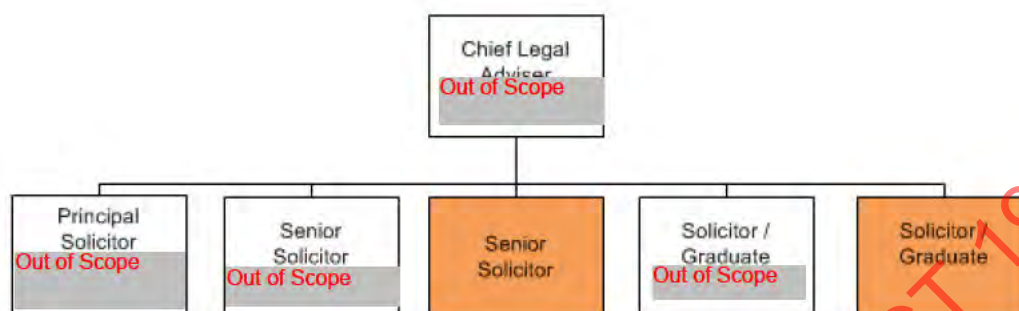 Chief Legal
Adviser
Out of Scope
Principal
Solicitor
Out of Scope
Senior
Solicitor
Out of Scope
Senior
Solicitor
Solicitor /
Graduate
Out of Scope
Solicitor /
Graduate